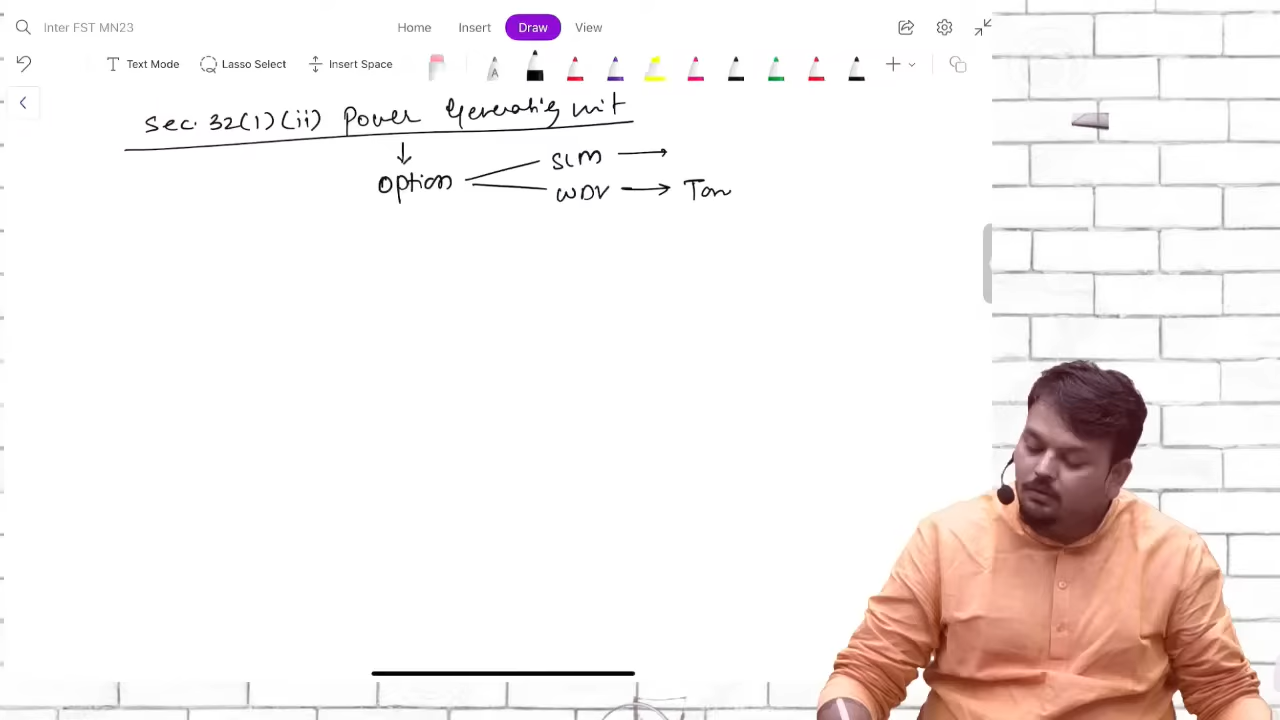 Inter FST MN23
Home Insert Draw View
Text Mode Lasso Select Insert Space
Sec. 32(1)(ii) Power Generating unit
Option
SLM
WDV